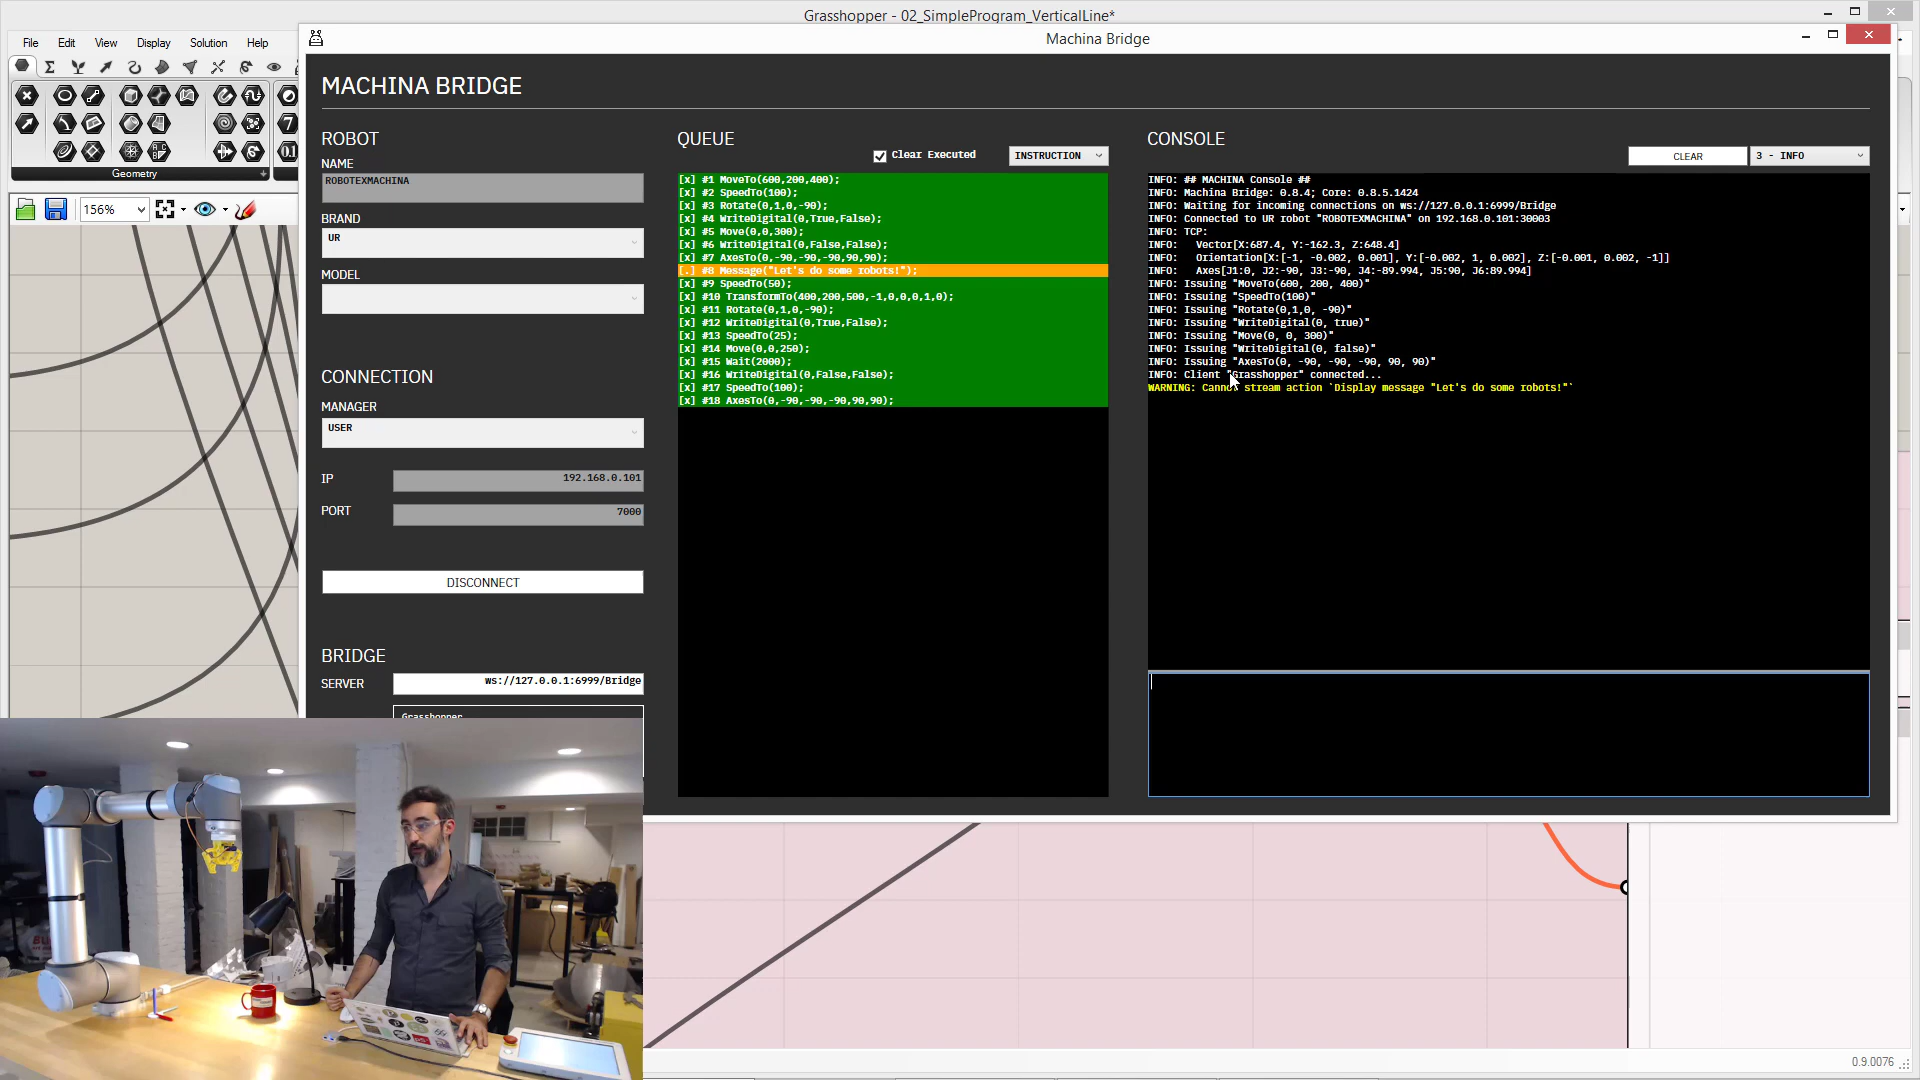 Grasshopper - 02_SimpleProgram_VerticalLine*
File Edit View Display Solution Help
Geometry
156%
Machina Bridge
MACHINA BRIDGE
ROBOT
NAME
ROBOTEXMACHINA
BRAND
UR
MODEL
CONNECTION
MANAGER
USER
IP 192.168.0.101
PORT 7000
DISCONNECT
BRIDGE
SERVER ws://127.0.0.1:6999/Bridge
Grasshopper
QUEUE
Clear Executed
INSTRUCTION
[x] #1 MoveTo(600,200,400);
[x] #2 SpeedTo(100);
[x] #3 Rotate(0,1,0,-90);
[x] #4 WriteDigital(0,True,False);
[x] #5 Move(0,0,300);
[x] #6 WriteDigital(0,False,False);
[x] #7 AxesTo(0,-90,-90,-90,90,90);
[.] #8 Message("Let's do some robots!");
[x] #9 SpeedTo(50);
[x] #10 TransformTo(400,200,500,-1,0,0,0,1,0);
[x] #11 Rotate(0,1,0,-90);
[x] #12 WriteDigital(0,True,False);
[x] #13 SpeedTo(25);
[x] #14 Move(0,0,250);
[x] #15 Wait(2000);
[x] #16 WriteDigital(0,False,False);
[x] #17 SpeedTo(100);
[x] #18 AxesTo(0,-90,-90,-90,90,90);
CONSOLE
CLEAR
3 - INFO
INFO: ## MACHINA Console ##
INFO: Machina Bridge: 0.8.4; Core: 0.8.5.1424
INFO: Waiting for incoming connections on ws://127.0.0.1:6999/Bridge
INFO: Connected to UR robot "ROBOTEXMACHINA" on 192.168.0.101:30003
INFO: TCP:
INFO: Vector[X:687.4, Y:-162.3, Z:648.4]
INFO: Orientation[X:[-1, -0.002, 0.001], Y:[-0.002, 1, 0.002], Z:[-0.001, 0.002, -1]]
INFO: Axes[J1:0, J2:-90, J3:-90, J4:-89.994, J5:90, J6:89.994]
INFO: Issuing "MoveTo(600, 200, 400)"
INFO: Issuing "SpeedTo(100)"
INFO: Issuing "Rotate(0,1,0, -90)"
INFO: Issuing "WriteDigital(0, true)"
INFO: Issuing "Move(0, 0, 300)"
INFO: Issuing "WriteDigital(0, false)"
INFO: Issuing "AxesTo(0, -90, -90, -90, 90, 90)"
INFO: Client "Grasshopper" connected...
WARNING: Cannot stream action `Display message "Let's do some robots!"`
0.9.0076